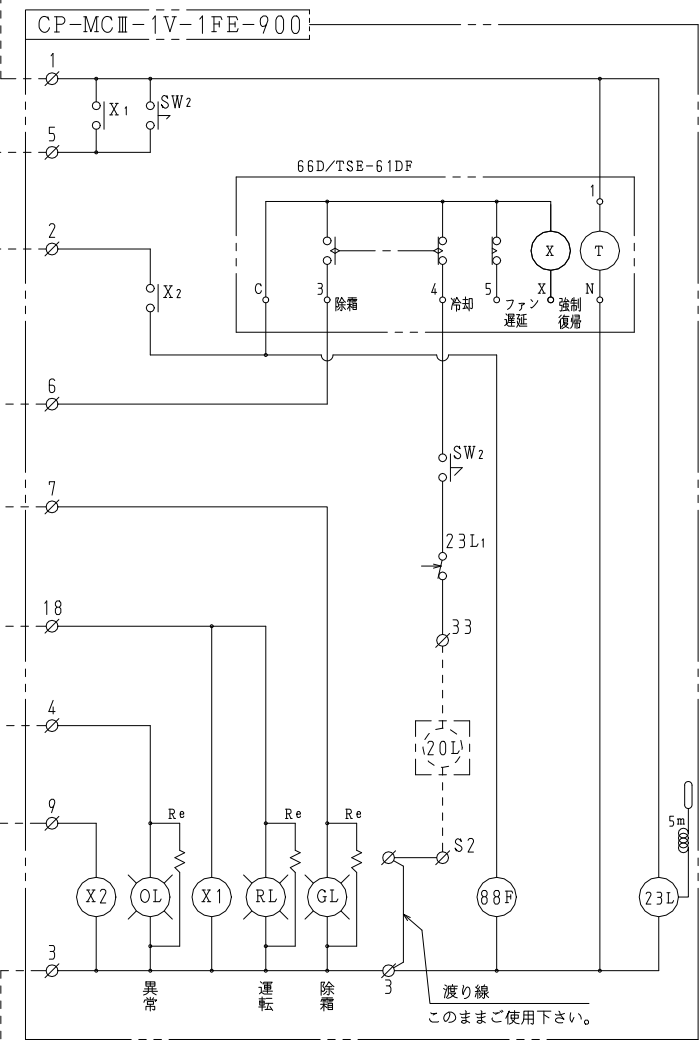 CP-MCⅢ-1V-1FE-900
1
X1
SW2
5
66D/TSE-61DF
1
2
X
T
X2
C
3
除霜
4
冷却
5
ファン
遅延
X
強制
復帰
N
6
SW2
7
23L1
18
33
4
20L
9
Re
Re
Re
S2
5m
X2
OL
X1
RL
GL
88F
23L
3
3
異常
運転
除霜
渡り線
このままご使用下さい。